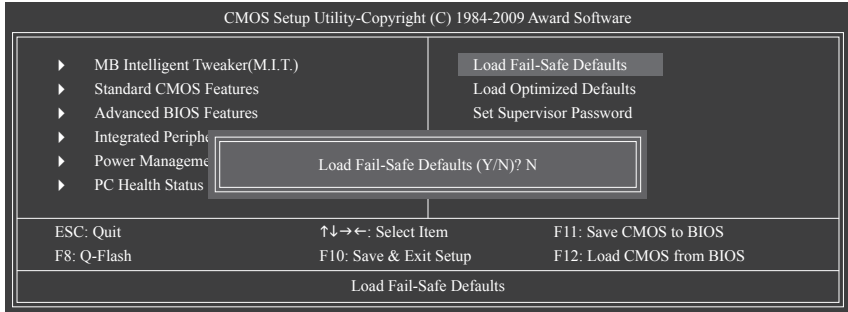 CMOS Setup Utility-Copyright (C) 1984-2009 Award Software
MB Intelligent Tweaker(M.I.T.)
Standard CMOS Features
Advanced BIOS Features
Integrated
Power
PC Health Status
Load Fail-Safe Defaults
Load Optimized Defaults
Set Supervisor Password
Load Fail-Safe Defaults (Y/N)? N
ESC: Quit
↑↓→←: Select Item
F11: Save CMOS to BIOS
F8: Q-Flash
F10: Save & Exit Setup
F12: Load CMOS from BIOS
Load Fail-Safe Defaults